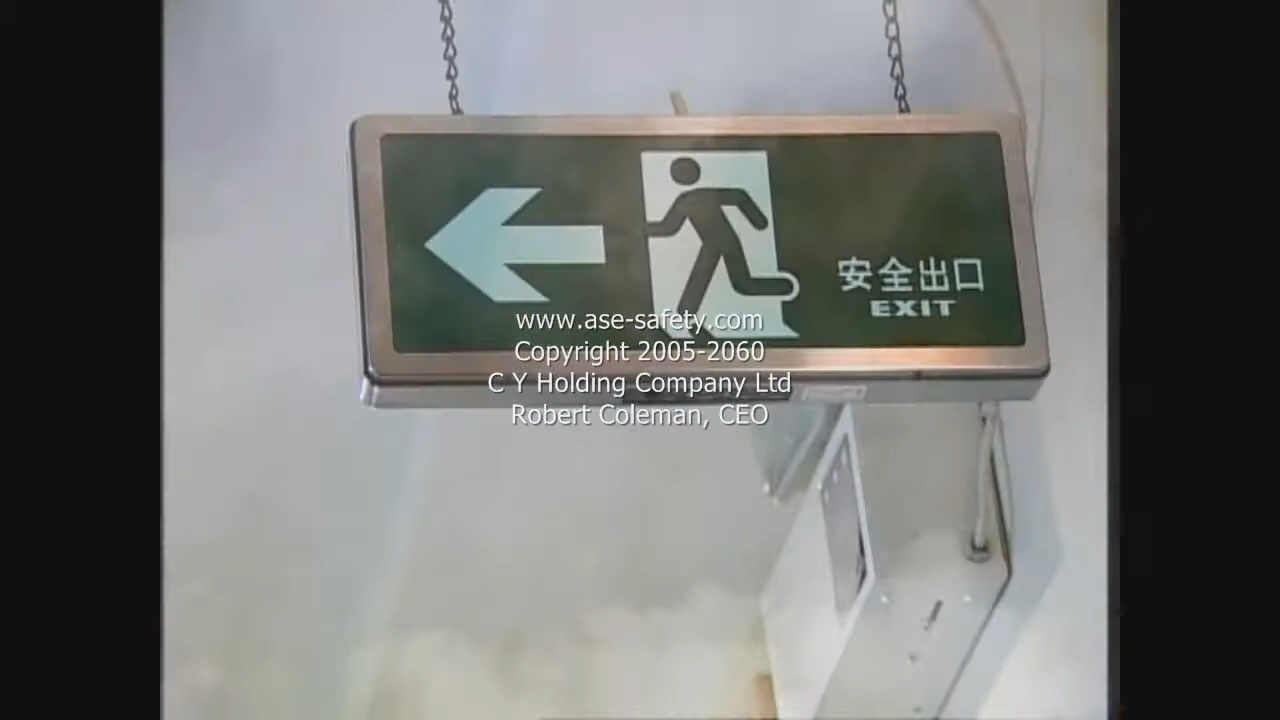 安全出口
EXIT
www.ase-safety.com
Copyright 2005-2060
C Y Holding Company Ltd
Robert Coleman, CEO